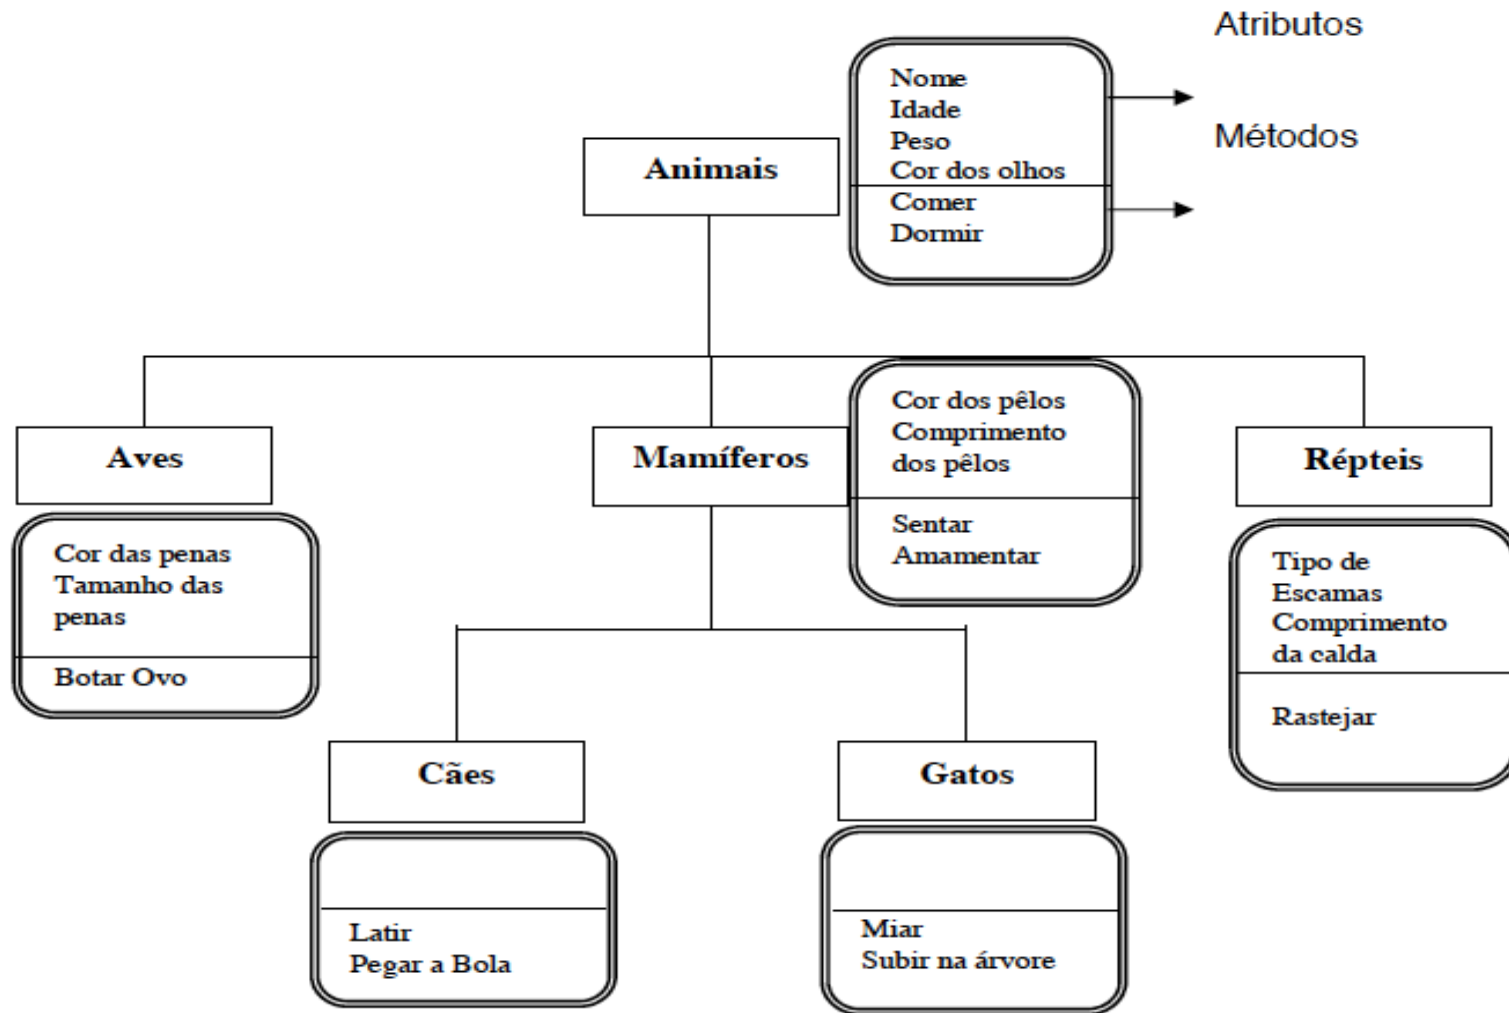 Atributos
Nome
Idade
Peso
Cor dos olhos
Métodos
Animais
Comer
Dormir
Aves
Cor das penas
Tamanho das
penas
Botar Ovo
Mamíferos
Cor dos pêlos
Comprimento
dos pêlos
Sentar
Amamentar
Répteis
Tipo de
Escamas
Comprimento
da calda
Rastejar
Cães
Latir
Pegar a Bola
Gatos
Miar
Subir na árvore